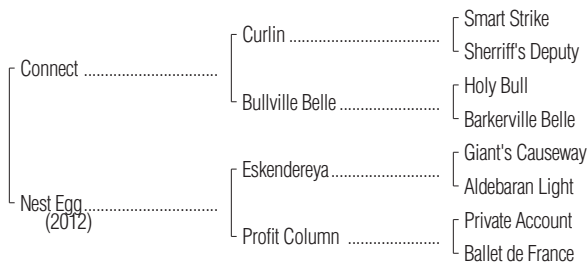 Smart Strike
Curlin ........................................
Sherriff's Deputy
Connect ....................................
Holy Bull
Bullville Belle ..............................
Barkerville Belle
Giant's Causeway
Eskendereya ..............................
Aldebaran Light
Nest Egg ....................................
(2012)
Private Account
Profit Column ............................
Ballet de France